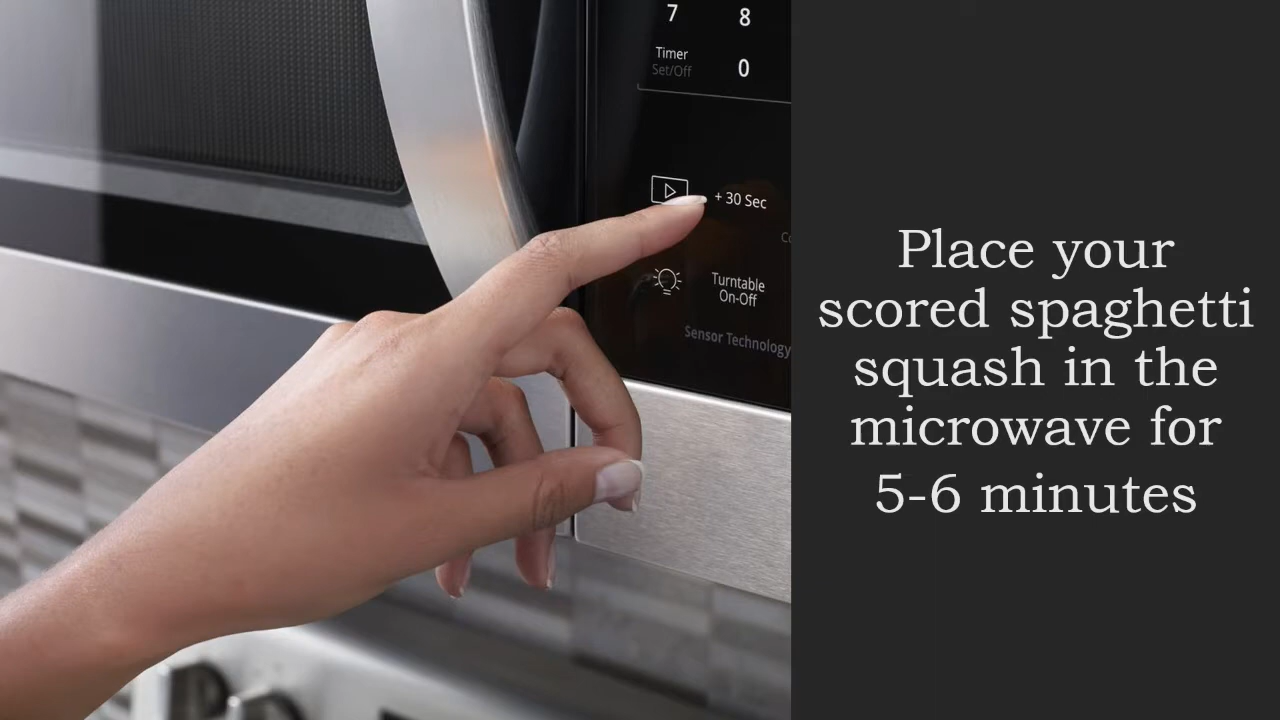 7 8
Timer
Set/Off
0
+ 30 Sec
Turntable
On-Off
Sensor Technology
Place your
scored spaghetti
squash in the
microwave for
5-6 minutes